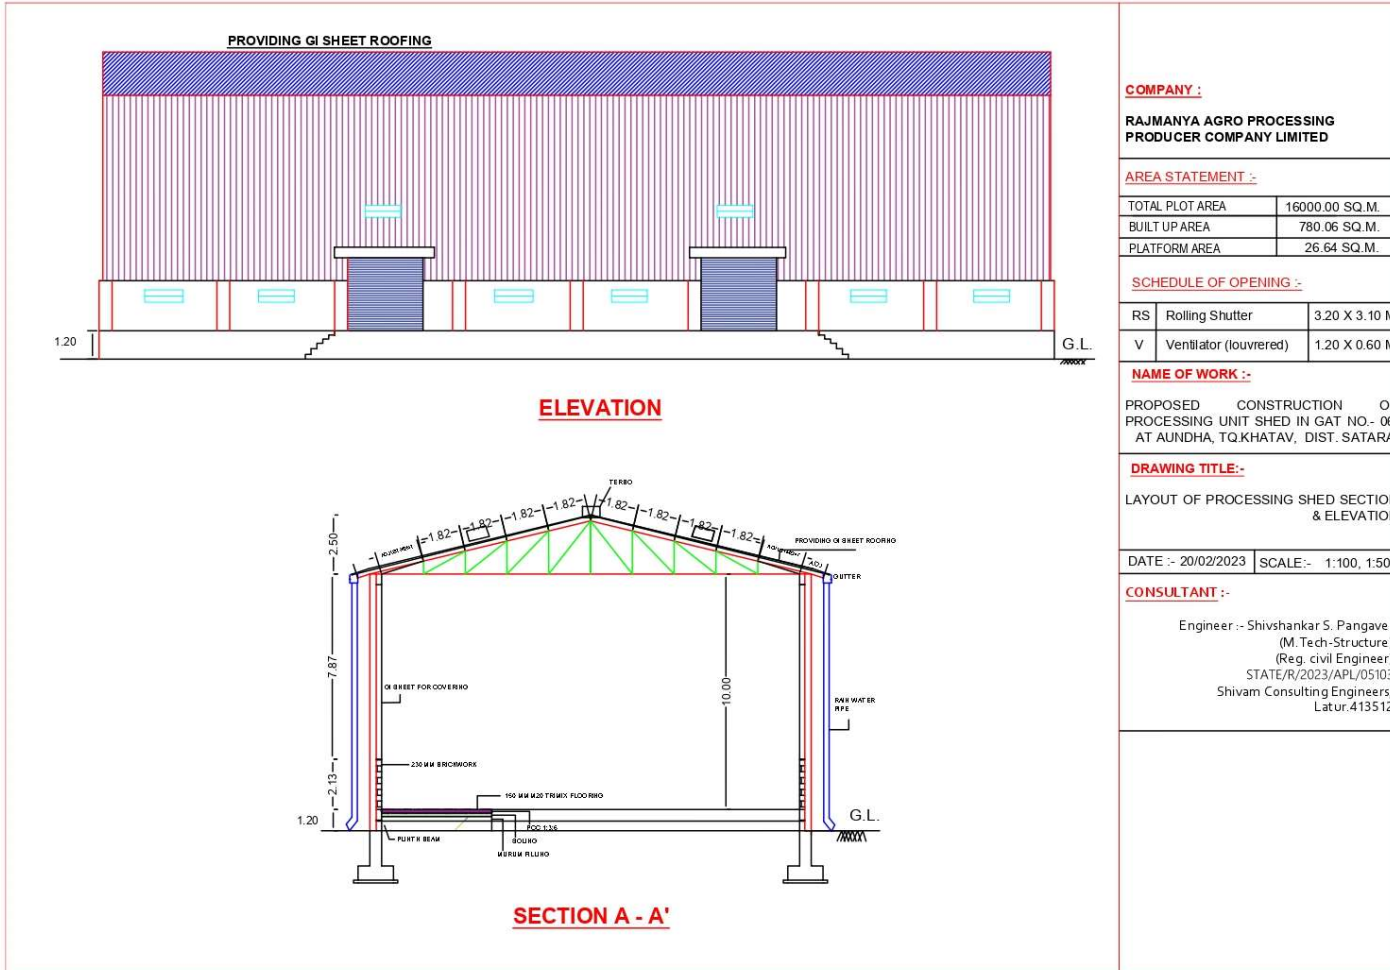 PROVIDING GI SHEET ROOFING
1.20
G.L.
ELEVATION
TERBO
1.82
1.82
1.82
1.82
1.82
1.82
1.82
1.82
ADJUSTMENT
2.50
PROVIDING GI SHEET ROOFING
GUTTER
7.87
GI SHEET FOR COVERING
10.00
RAIN WATER
PIPE
230 MM BRICKWORK
2.13
150 MM M20 TRIMIX FLOORING
1.20
G.L.
PCC 1:3:6
PLINTH BEAM
SOLING
MURUM FILLING
SECTION A - A'
COMPANY :
RAJMANYA AGRO PROCESSING
PRODUCER COMPANY LIMITED
AREA STATEMENT :-
TOTAL PLOT AREA 16000.00 SQ.M.
BUILT UP AREA 780.06 SQ.M.
PLATFORM AREA 26.64 SQ.M.
SCHEDULE OF OPENING :-
RS Rolling Shutter 3.20 X 3.10 M
V Ventilator (louvrered) 1.20 X 0.60 M
NAME OF WORK :-
PROPOSED CONSTRUCTION O
PROCESSING UNIT SHED IN GAT NO.- 06
AT AUNDHA, TQ.KHATAV, DIST. SATARA
DRAWING TITLE:-
LAYOUT OF PROCESSING SHED SECTION
& ELEVATION
DATE :- 20/02/2023 SCALE:- 1:100, 1:50
CONSULTANT :-
Engineer :- Shivshankar S. Pangave
(M.Tech-Structure
(Reg. civil Engineer
STATE/R/2023/APL/05103
Shivam Consulting Engineers,
Latur.413512